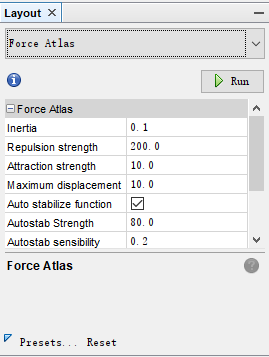 Layout
Force Atlas
Run
Force Atlas
Inertia 0.1
Repulsion strength 200.0
Attraction strength 10.0
Maximum displacement 10.0
Auto stabilize function
Autostab Strength 80.0
Autostab sensibility 0.2
Force Atlas
Presets... Reset